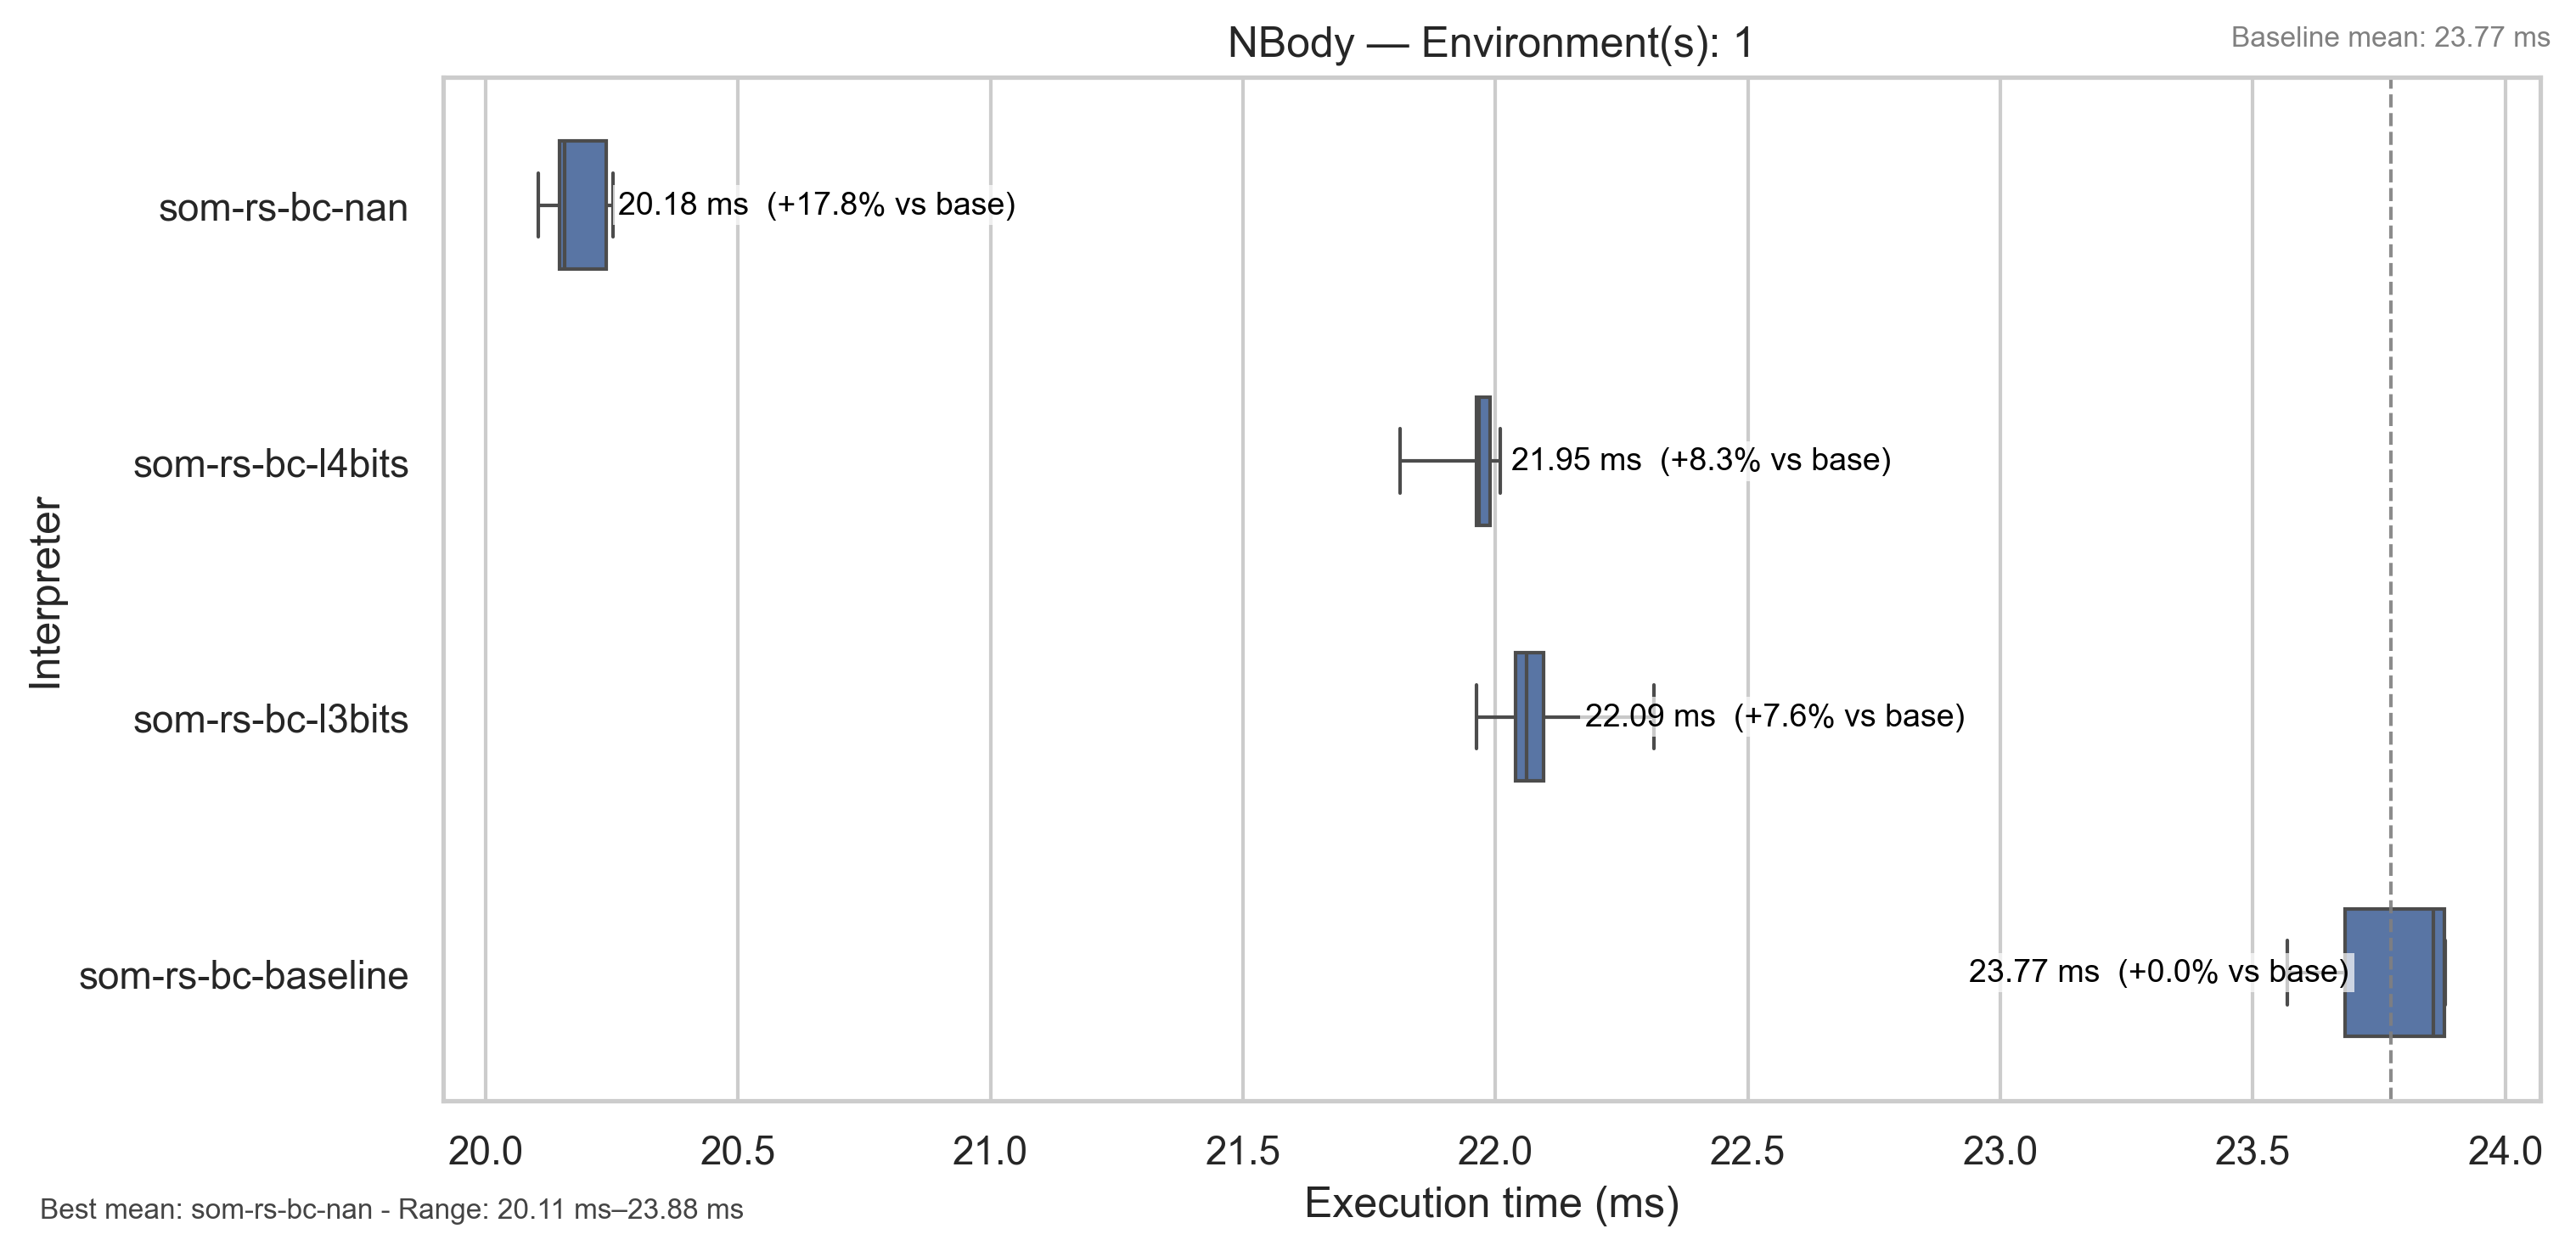 NBody — Environment(s): 1
Baseline mean: 23.77 ms
Interpreter
som-rs-bc-nan
20.18 ms  (+17.8% vs base)
som-rs-bc-l4bits
21.95 ms  (+8.3% vs base)
som-rs-bc-l3bits
22.09 ms  (+7.6% vs base)
som-rs-bc-baseline
23.77 ms  (+0.0% vs base)
20.0 20.5 21.0 21.5 22.0 22.5 23.0 23.5 24.0
Execution time (ms)
Best mean: som-rs-bc-nan - Range: 20.11 ms–23.88 ms